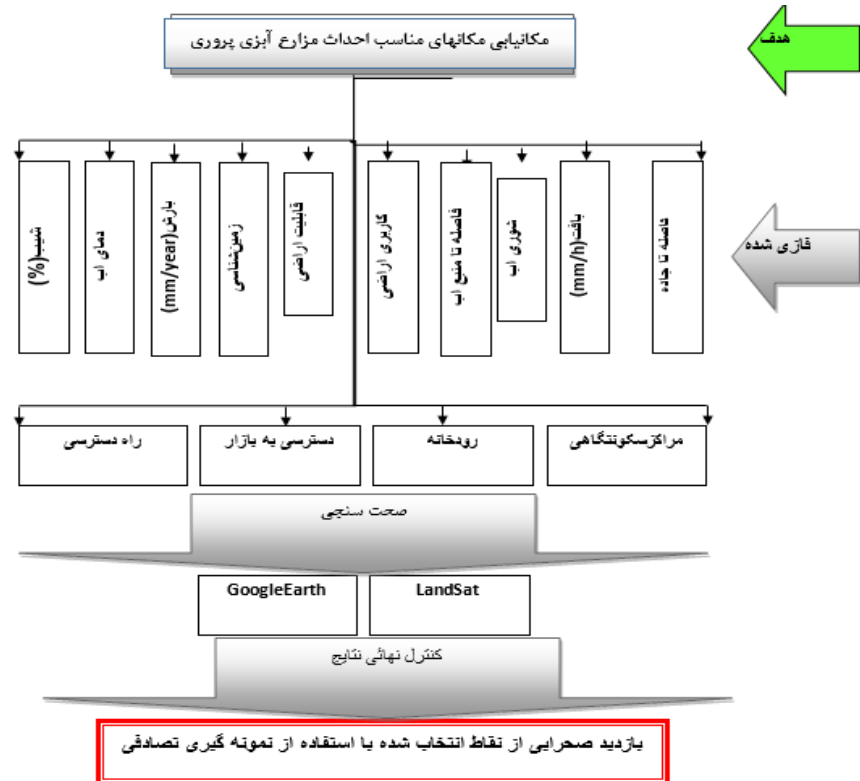 مکانیابی مکانهای مناسب احداث مزارع آبزی پروری
هدف
فاصله تا جاده
بافت(mm/h)
شوری اب
فاصله تا منبع اب
کاربری اراضی
قابلیت اراضی
زمین‌شناسی
بارش(mm/year)
دمای اب
شیب(%)
فازی شده
مراکزسکونتگاهی
رودخانه
دسترسی به بازار
راه دسترسی
صحت سنجی
GoogleEarth
LandSat
کنترل نهائی نتایج
بازدید صحرایی از نقاط انتخاب شده با استفاده از نمونه گیری تصادفی